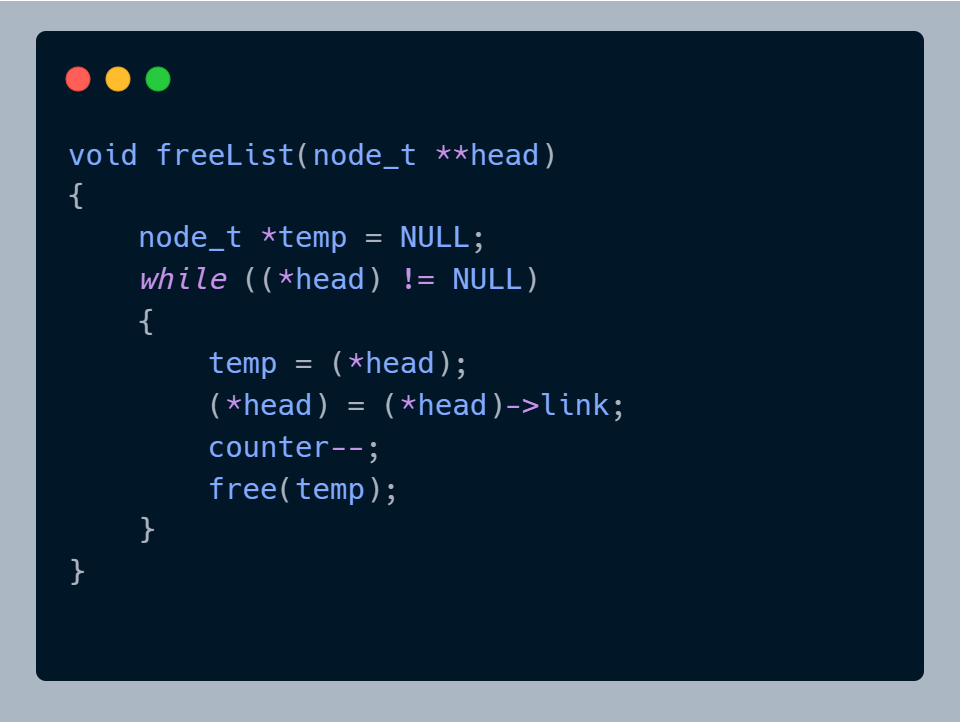 void freeList(node_t **head)
{
    node_t *temp = NULL;
    while ((*head) != NULL)
    {
        temp = (*head);
        (*head) = (*head)->link;
        counter--;
        free(temp);
    }
}